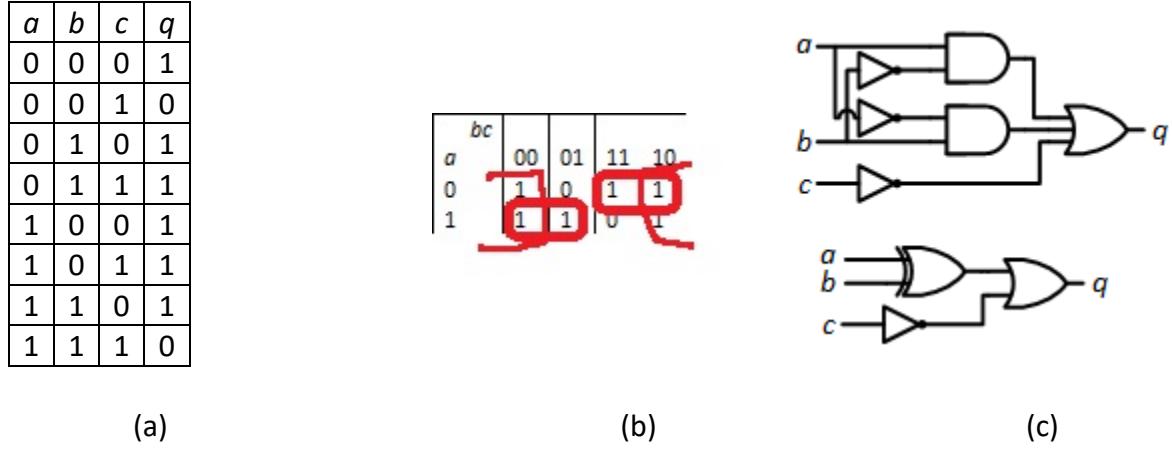 a b c q
0 0 0 1
0 0 1 0
0 1 0 1
0 1 1 1
1 0 0 1
1 0 1 1
1 1 0 1
1 1 1 0
(a)
bc
a 00 01 11 10
0 1 0 1 1
1 1 1 0 1
(b)
a
b
c
q
a
b
c
q
(c)